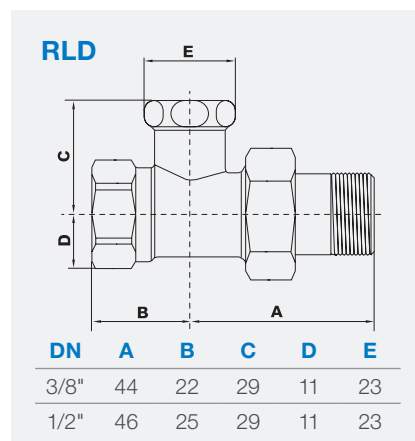 RLD
E
C
D
B A
DN A B C D E
3/8" 44 22 29 11 23
1/2" 46 25 29 11 23